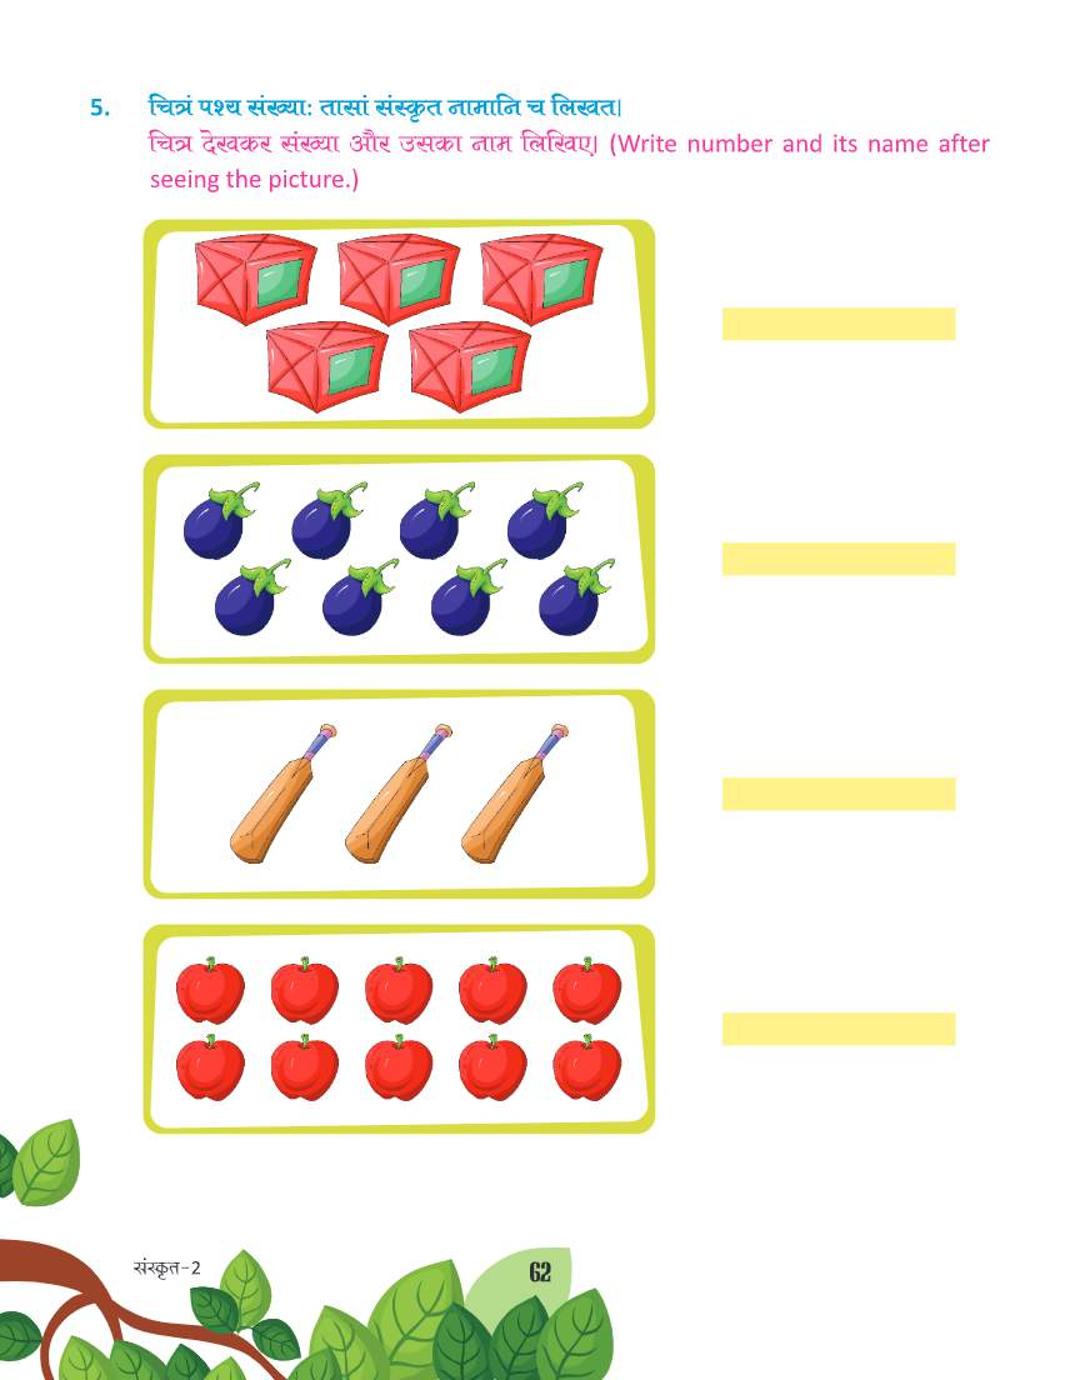 5. चित्रं पश्य संख्या: तासां संस्कृत नामानि च लिखत।
चित्र देखकर संख्या और उसका नाम लिखिए। (Write number and its name after
seeing the picture.)
संस्कृत-2
62